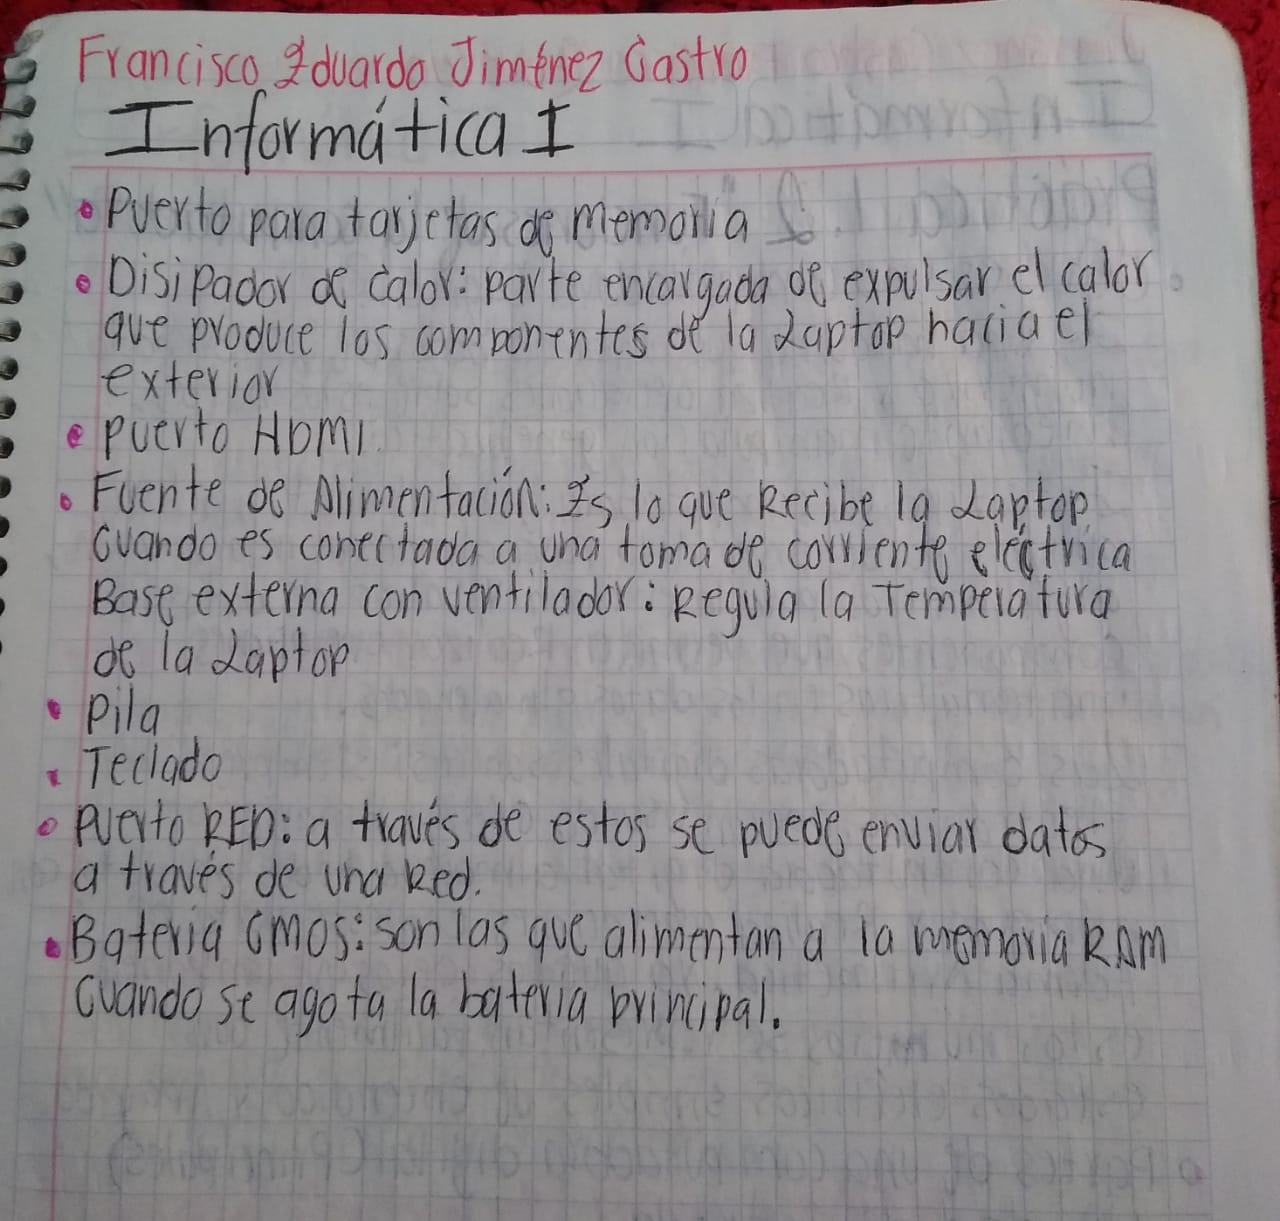 Francisco Eduardo Jiménez Castro
Informática I
• Puerto para tarjetas de memoria
• Disipador de calor: parte encargada de expulsar el calor
que produce los componentes de la Laptop hacia el
exterior
• Puerto HDMI.
• Fuente de Alimentación: Es lo que Recibe la Laptop
Cuando es conectada a una toma de corriente eléctrica
Base externa con ventilador: Regula la Temperatura
de la Laptop
• Pila
• Teclado
• Puerto RED: a través de estos se puede enviar datos
a través de una Red.
• Bateria CMOS: son las que alimentan a la memoria RAM
Cuando se agota la bateria principal.